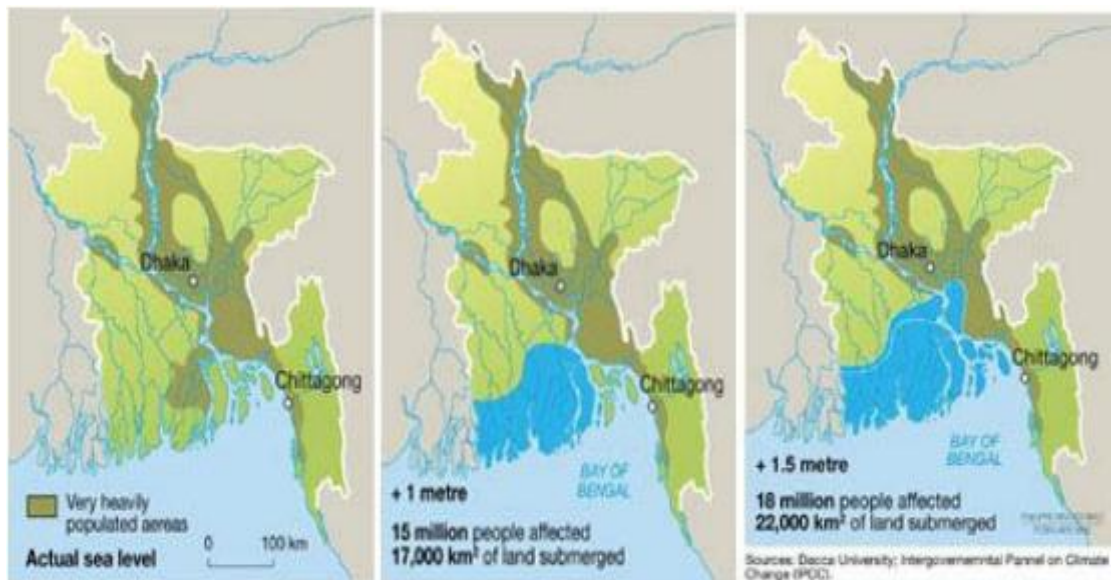 Dhaka
Chittagong
Very heavily
populated aereas
Actual sea level
0 100 km
Dhaka
Chittagong
BAY OF
BENGAL
+ 1 metre
15 million people affected
17,000 km² of land submerged
Dhaka
Chittagong
BAY OF
BENGAL
+ 1.5 metre
18 million people affected
22,000 km² of land submerged
Sources: Dacca University; Intergovernmental Pannel on Climate
Change (IPCC).